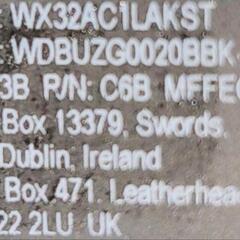 : WX32AC1LAKST
: WDBUZG0020BBK
3B R/N: C6B MFFEC
Box 13379, Swords,
Dublin, Ireland
Box 471, Leatherhea
22 2LU UK